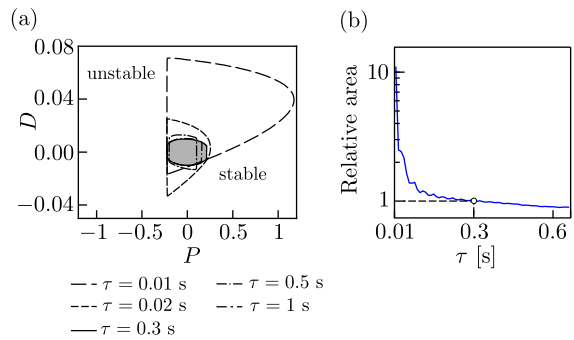 (a)
0.08
0.04
0.00
−0.04
D
unstable
stable
−1
−0.5
0
0.5
1
P
τ = 0.01 s
τ = 0.02 s
τ = 0.3 s
τ = 0.5 s
τ = 1 s
(b)
Relative area
10
1
0.01
0.3
0.6
τ [s]